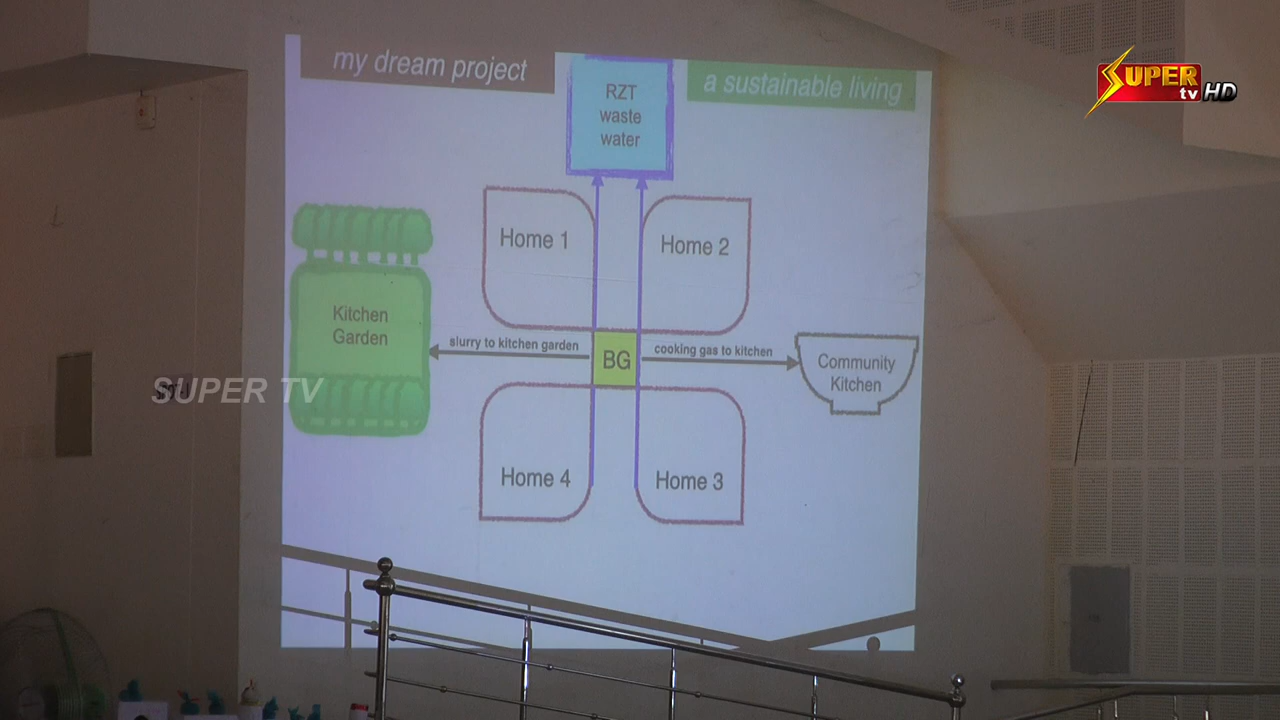 my dream project
a sustainable living
SUPER
tv HD
RZT
waste
water
Home 1
Home 2
Kitchen
Garden
slurry to kitchen garden
BG
cooking gas to kitchen
Community
Kitchen
SUPER TV
Home 4
Home 3